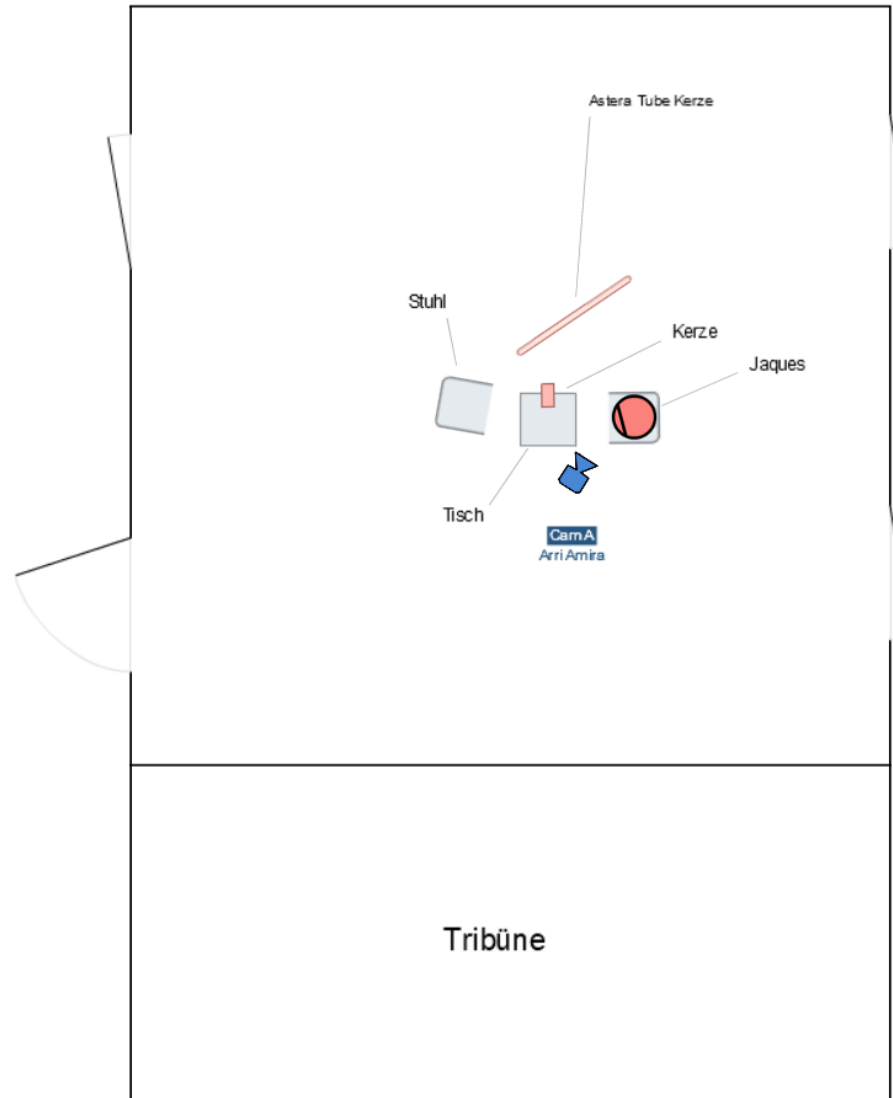 Astera Tube Kerze
Stuhl
Kerze
Jaques
Tisch
Cam A
Arri Amira
Tribüne